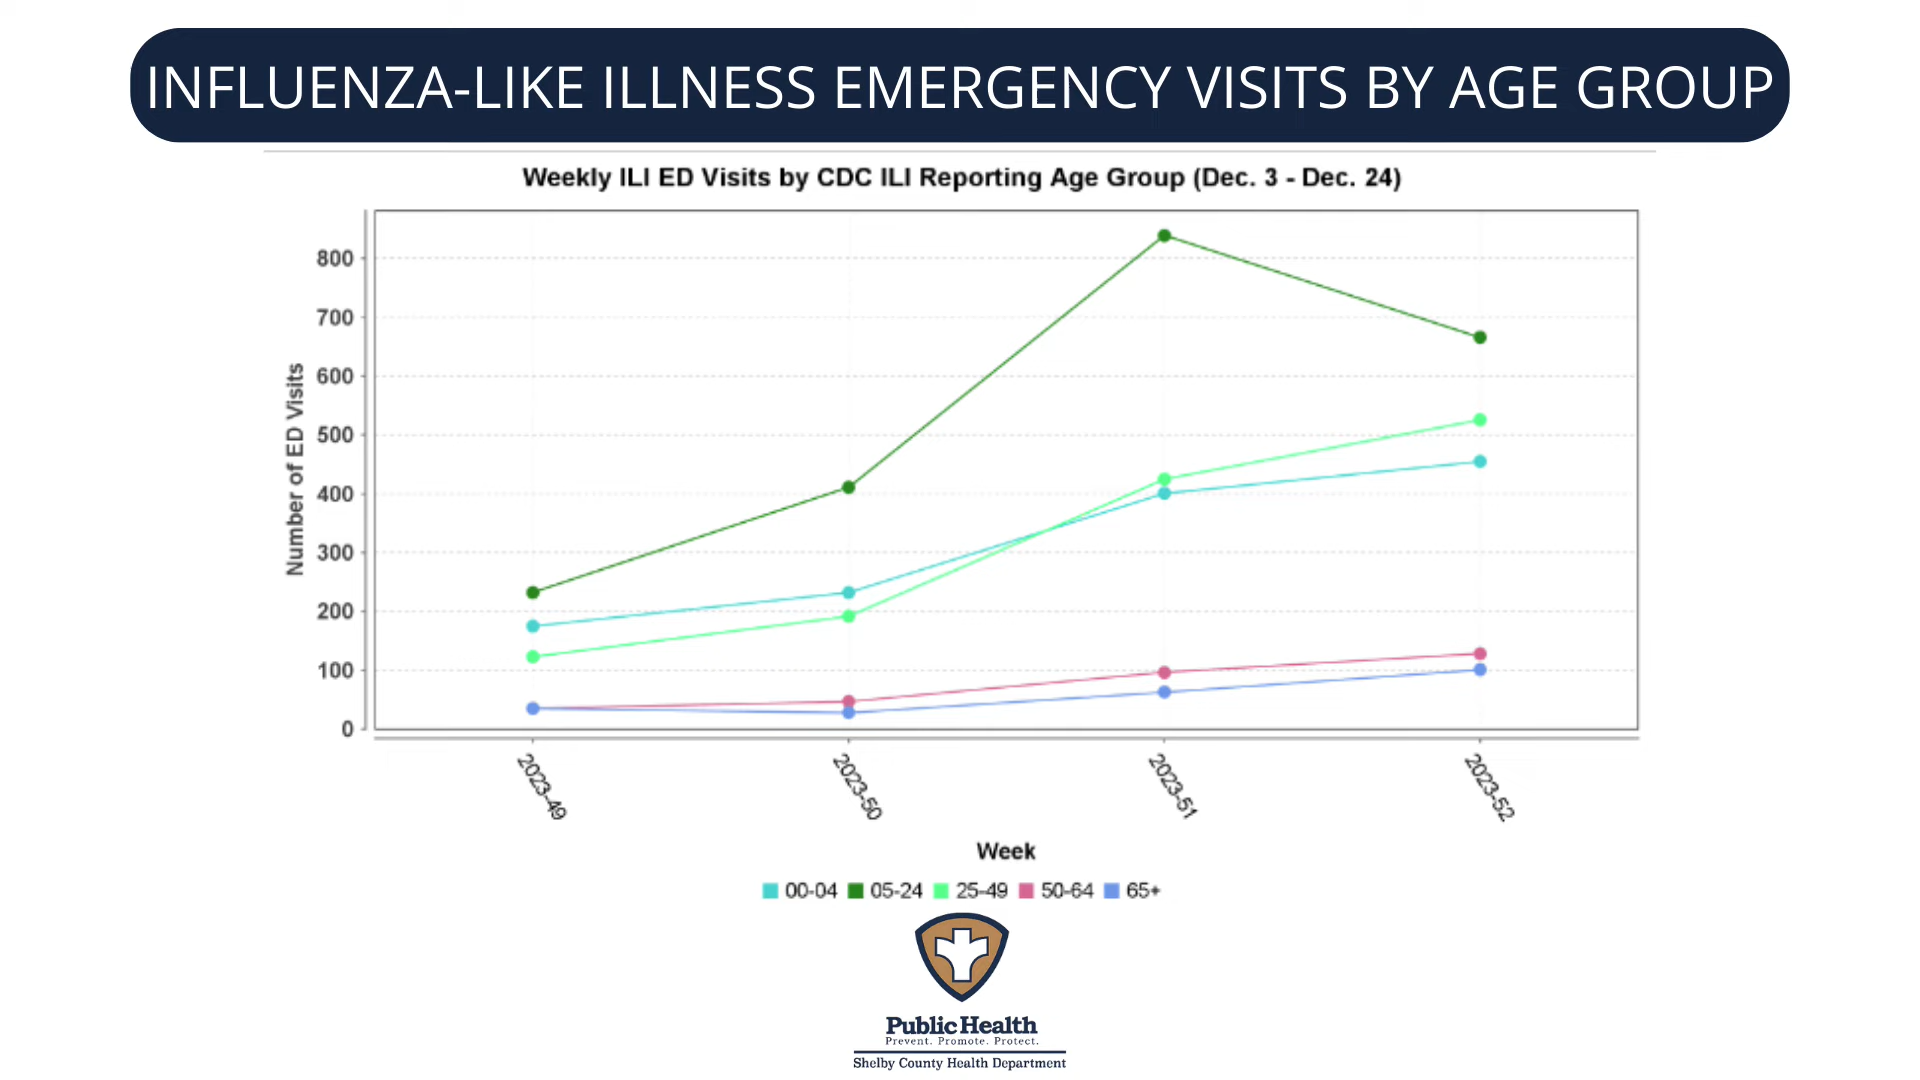 INFLUENZA-LIKE ILLNESS EMERGENCY VISITS BY AGE GROUP
Weekly ILI ED Visits by CDC ILI Reporting Age Group (Dec. 3 - Dec. 24)
Number of ED Visits
800
700
600
500
400
300
200
100
0
2023-49
2023-50
2023-51
2023-52
Week
00-04 05-24 25-49 50-64 65+
Public Health
Prevent. Promote. Protect.
Shelby County Health Department